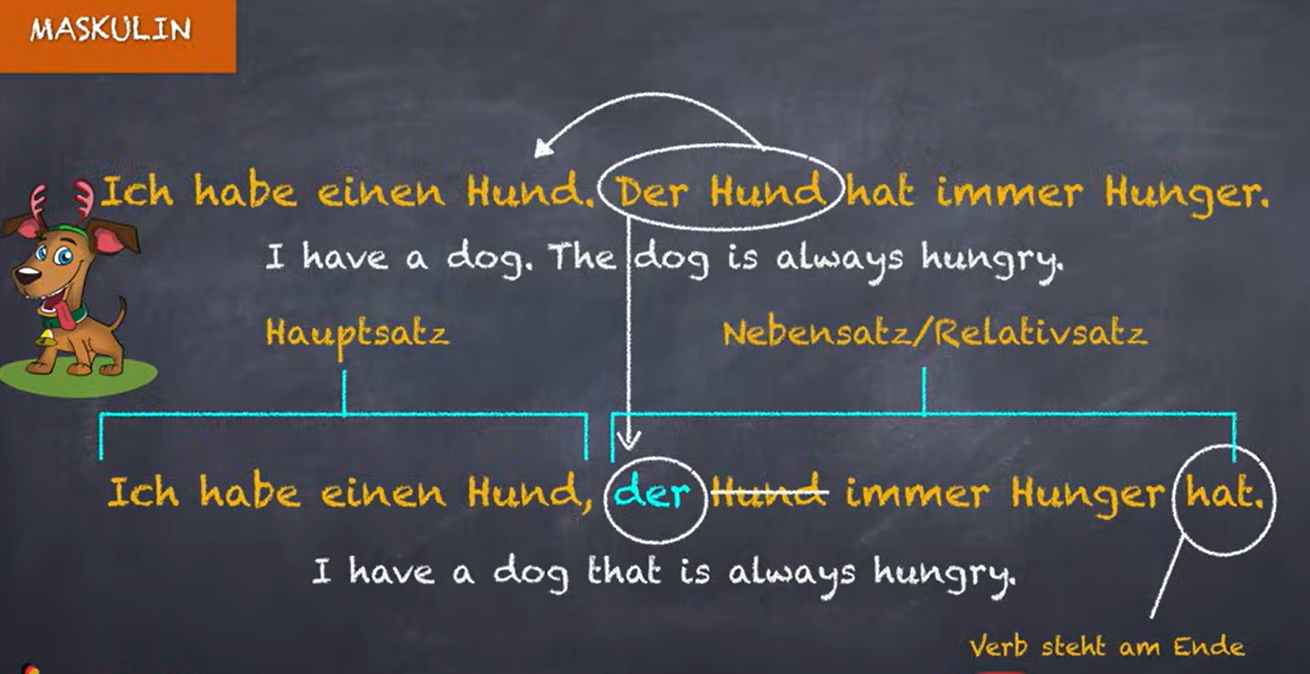 MASKULIN
Ich habe einen Hund. Der Hund hat immer Hunger.
I have a dog. The dog is always hungry.
Hauptsatz
Nebensatz/Relativsatz
Ich habe einen Hund, der Hund immer Hunger hat.
I have a dog that is always hungry.
Verb steht am Ende